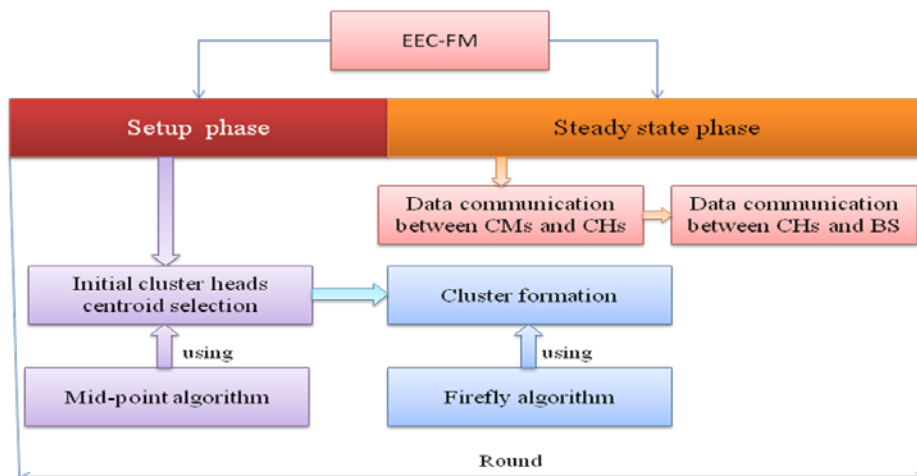 EEC-FM
Setup phase
Steady state phase
Data communication
between CMs and CHs
Data communication
between CHs and BS
Initial cluster heads
centroid selection
Cluster formation
using
using
Mid-point algorithm
Firefly algorithm
Round